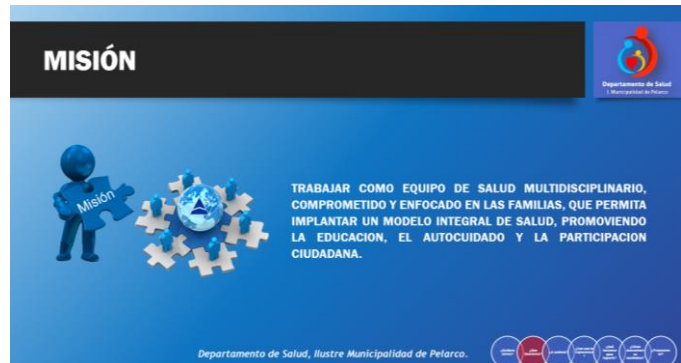 MISIÓN
Departamento de Salud
I. Municipalidad de Pelarco
Misión
TRABAJAR COMO EQUIPO DE SALUD MULTIDISCIPLINARIO,
COMPROMETIDO Y ENFOCADO EN LAS FAMILIAS, QUE PERMITA
IMPLANTAR UN MODELO INTEGRAL DE SALUD, PROMOVIENDO
LA EDUCACION, EL AUTOCUIDADO Y LA PARTICIPACION
CIUDADANA.
Departamento de Salud, Ilustre Municipalidad de Pelarco.